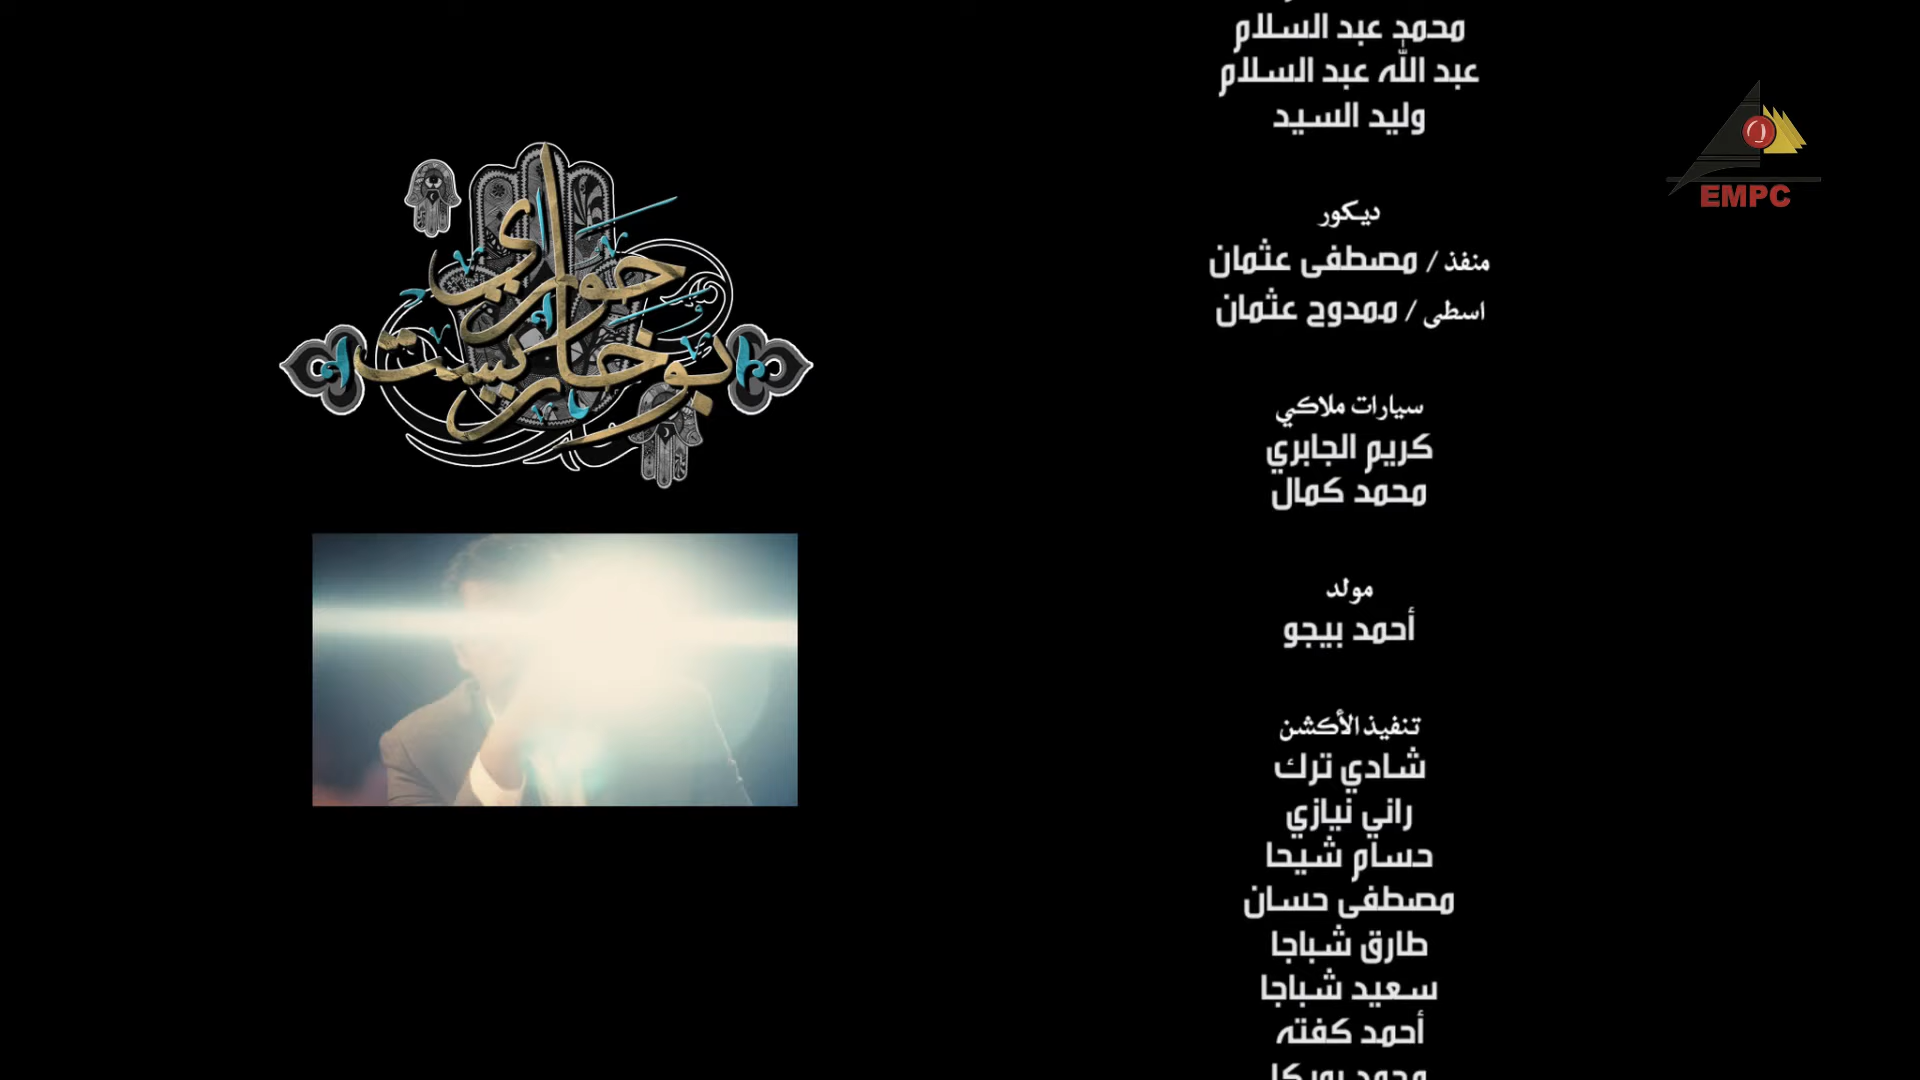 محمد عبد السلام
عبد الله عبد السلام
وليد السيد
EMPC
حواري
بوخارست
ديكور
منفذ / مصطفى عثمان
اسطى / ممدوح عثمان
سيارات ملاكي
كريم الجابري
محمد كمال
مولد
أحمد بيجو
تنفيذ الأكشن
شادي ترك
راني نيازي
حسام شيحا
مصطفى حسان
طارق شباجا
سعيد شباجا
أحمد كفته